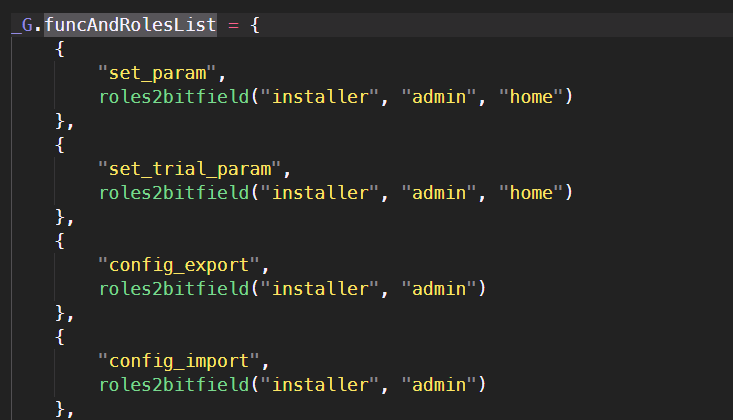 _G.funcAndRolesList = {
    {
        "set_param",
        roles2bitfield("installer", "admin", "home")
    },
    {
        "set_trial_param",
        roles2bitfield("installer", "admin", "home")
    },
    {
        "config_export",
        roles2bitfield("installer", "admin")
    },
    {
        "config_import",
        roles2bitfield("installer", "admin")
    },